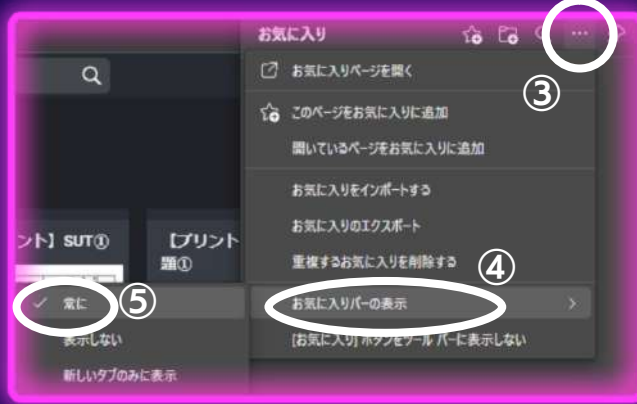 お気に入り
…
③
お気に入りページを開く
このページをお気に入りに追加
開いているページをお気に入りに追加
お気に入りをインポートする
お気に入りのエクスポート
重複するお気に入りを削除する
④
お気に入りバーの表示
[お気に入り] ボタンをツール バーに表示しない
ント】SUT①
【プリント
題①
⑤
常に
表示しない
新しいタブのみに表示